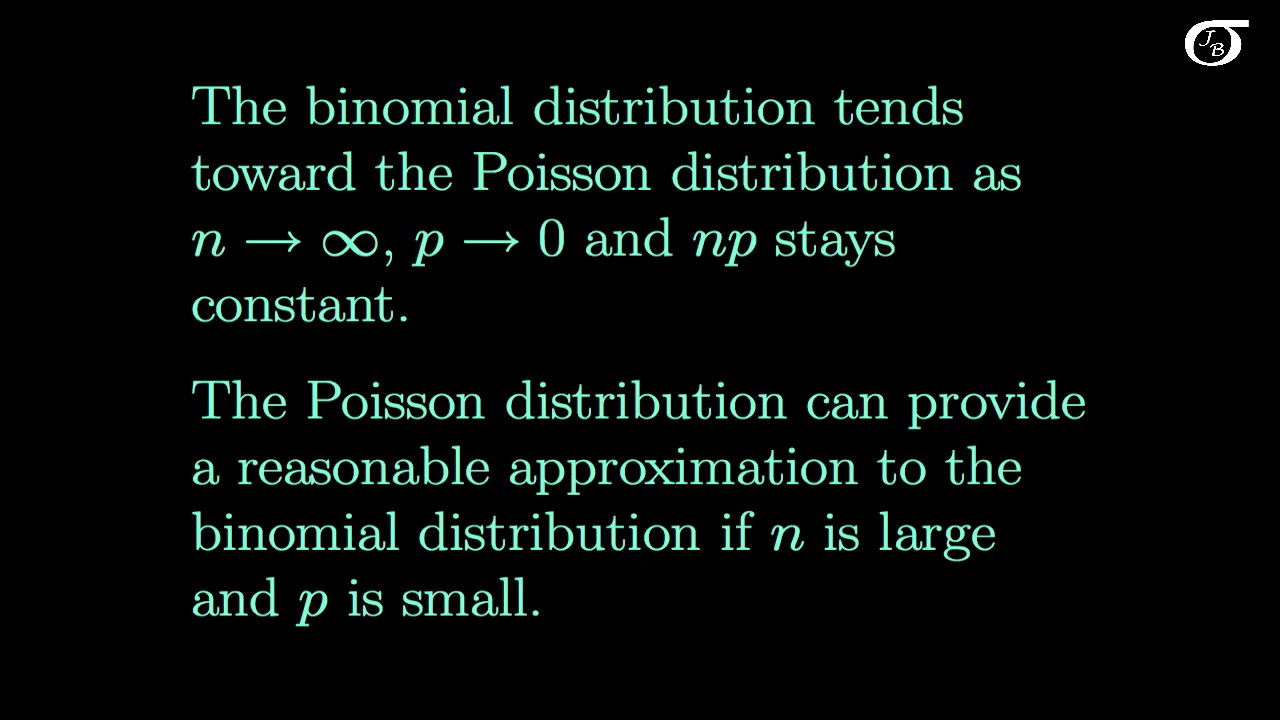 σ
J
B
The binomial distribution tends
toward the Poisson distribution as
n → ∞, p → 0 and np stays
constant.
The Poisson distribution can provide
a reasonable approximation to the
binomial distribution if n is large
and p is small.